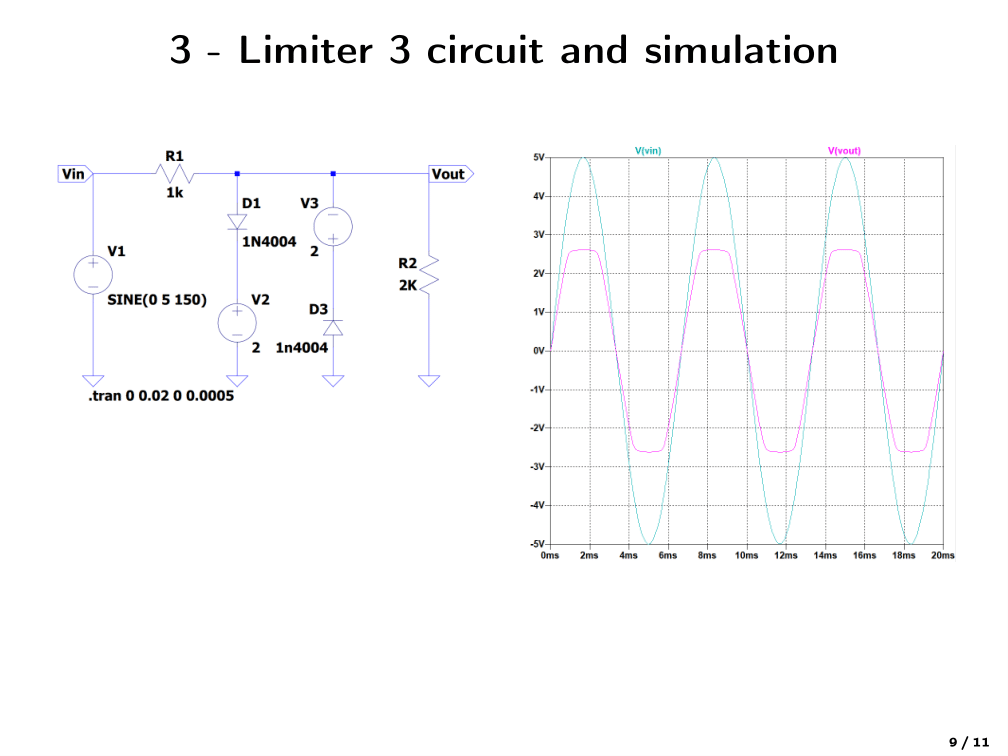 3 - Limiter 3 circuit and simulation
Vin
R1
1k
Vout
D1
1N4004
V3
2
V1
SINE(0 5 150)
R2
2K
V2
2
D3
1n4004
.tran 0 0.02 0 0.0005
V(vin) V(vout)
5V
4V
3V
2V
1V
0V
-1V
-2V
-3V
-4V
-5V
0ms 2ms 4ms 6ms 8ms 10ms 12ms 14ms 16ms 18ms 20ms
9 / 11